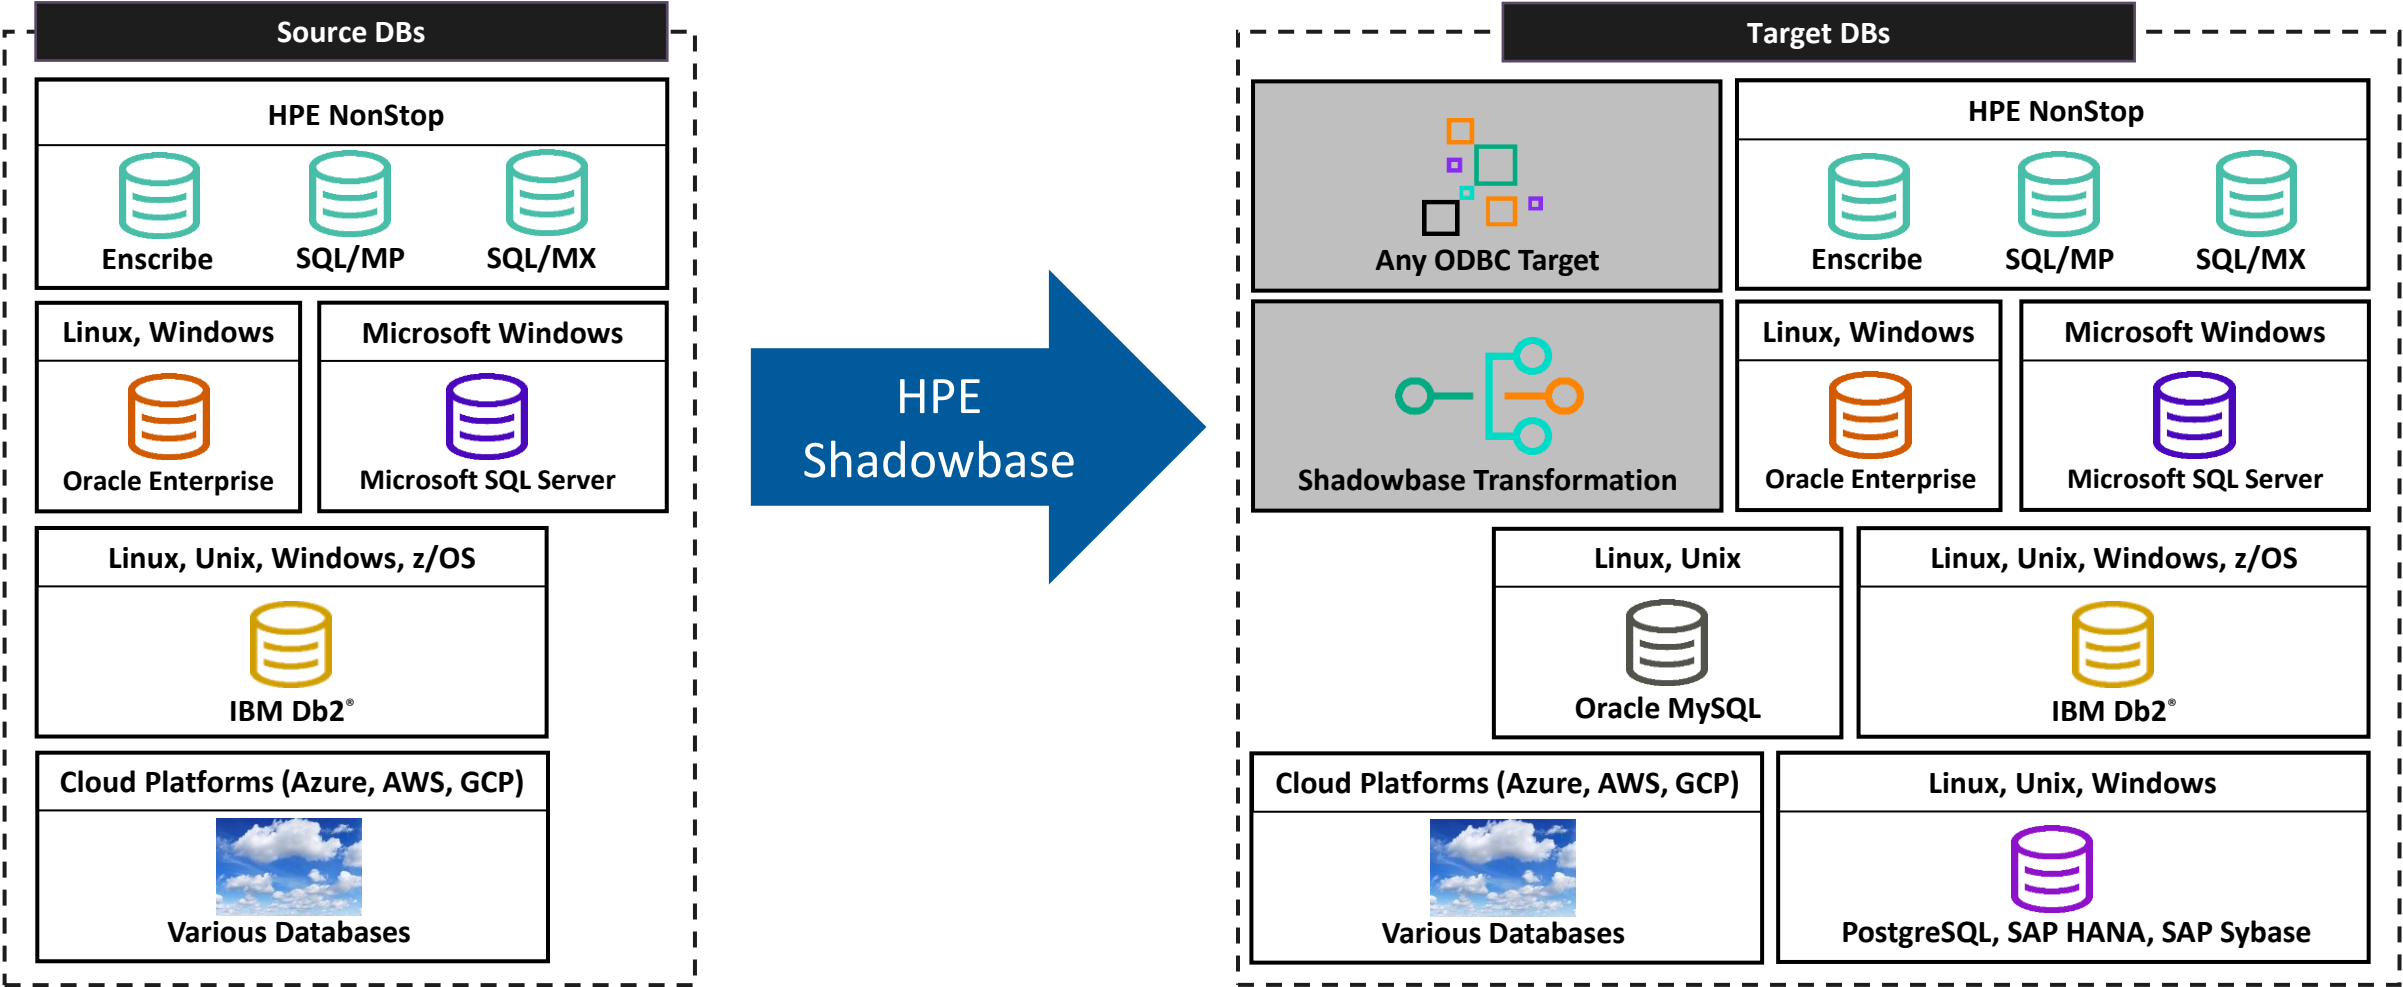 Source DBs
HPE NonStop
Enscribe
SQL/MP
SQL/MX
Linux, Windows
Oracle Enterprise
Microsoft Windows
Microsoft SQL Server
Linux, Unix, Windows, z/OS
IBM Db2®
Cloud Platforms (Azure, AWS, GCP)
Various Databases
HPE
Shadowbase
Target DBs
Any ODBC Target
HPE NonStop
Enscribe
SQL/MP
SQL/MX
Shadowbase Transformation
Linux, Windows
Oracle Enterprise
Microsoft Windows
Microsoft SQL Server
Linux, Unix
Oracle MySQL
Linux, Unix, Windows, z/OS
IBM Db2®
Cloud Platforms (Azure, AWS, GCP)
Various Databases
Linux, Unix, Windows
PostgreSQL, SAP HANA, SAP Sybase